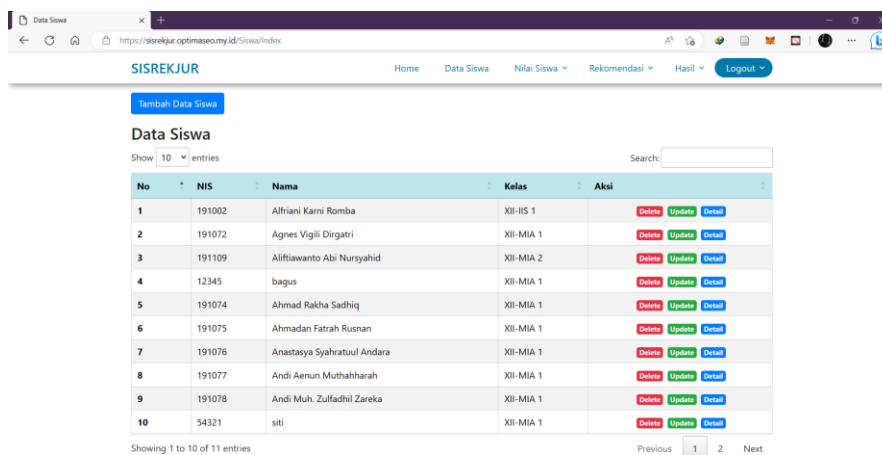 Data Siswa
https://sisrekjur.optimaseo.my.id/Siswa/index
SISREKJUR Home Data Siswa Nilai Siswa Rekomendasi Hasil Logout
Tambah Data Siswa
Data Siswa
Show 10 entries Search:
No NIS Nama Kelas Aksi
1 191002 Alfriani Karni Romba XII-IIS 1 Delete Update Detail
2 191072 Agnes Vigili Dirgatri XII-MIA 1 Delete Update Detail
3 191109 Aliftiawanto Abi Nursyahid XII-MIA 2 Delete Update Detail
4 12345 bagus XII-MIA 1 Delete Update Detail
5 191074 Ahmad Rakha Sadhiq XII-MIA 1 Delete Update Detail
6 191075 Ahmadan Fatrah Rusnan XII-MIA 1 Delete Update Detail
7 191076 Anastasya Syahratuul Andara XII-MIA 1 Delete Update Detail
8 191077 Andi Aenun Muthahharah XII-MIA 1 Delete Update Detail
9 191078 Andi Muh. Zulfadhil Zareka XII-MIA 1 Delete Update Detail
10 54321 siti XII-MIA 1 Delete Update Detail
Showing 1 to 10 of 11 entries Previous 1 2 Next